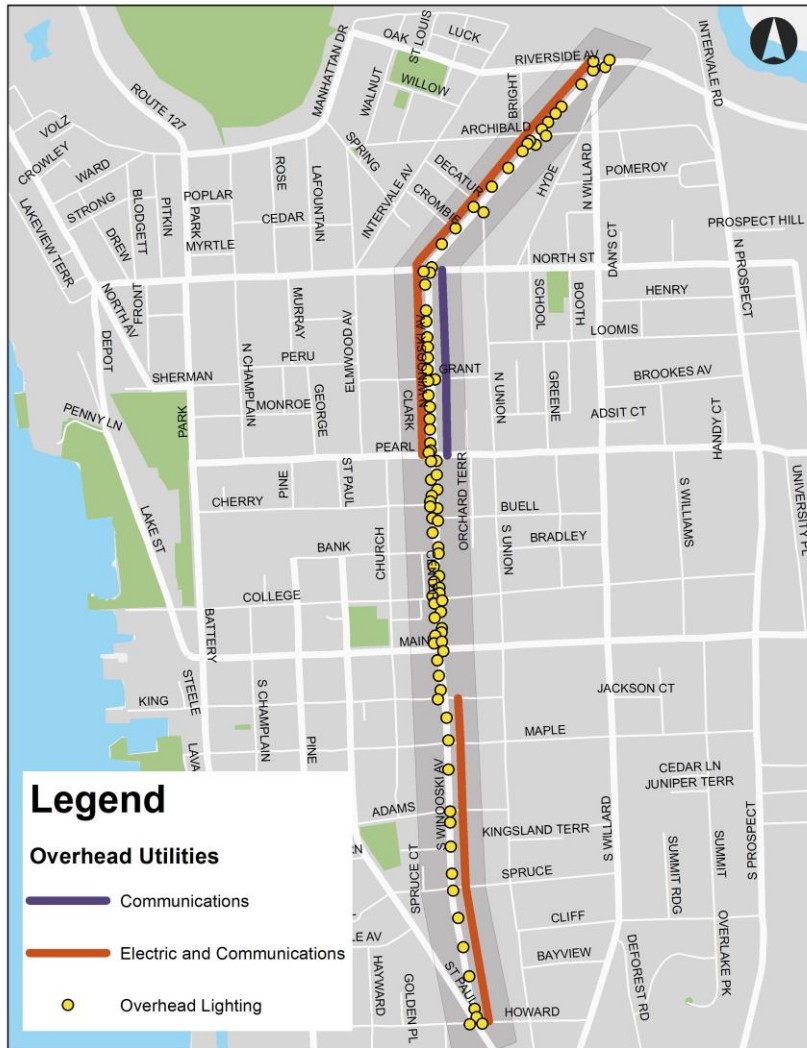 OAK
ST LOUIS
LUCK
MANHATTAN DR
RIVERSIDE AV
INTERVALE RD
WALNUT
WILLOW
BRIGHT
ROUTE 127
ARCHIBALD
VOLZ
CROWLEY
WARD
SPRING
ROSE
LAFOUNTAIN
DECATUR
HYDE
N WILLARD
POMEROY
LAKEVIEW TERR
STRONG
BLODGETT
PITKIN
POPLAR
PARK
CROMBIE
INTERVALE AV
CEDAR
DREW
MYRTLE
DAN'S CT
PROSPECT HILL
N PROSPECT
NORTH ST
NORTH AV
FRONT
MURRAY
ELMWOOD AV
N WINOOSKI AV
SCHOOL
BOOTH
HENRY
LOOMIS
DEPOT
N CHAMPLAIN
PERU
SHERMAN
GRANT
BROOKES AV
PENNY LN
PARK
MONROE
GEORGE
CLARK
N UNION
GREENE
ADSIT CT
HANDY CT
PEARL
ORCHARD TERR
CHERRY
PINE
ST PAUL
BUELL
S WILLIAMS
UNIVERSITY PL
LAKE ST
BANK
CHURCH
S UNION
BRADLEY
CENTER
COLLEGE
BATTERY
MAIN
STEELE
KING
S CHAMPLAIN
JACKSON CT
PINE
MAPLE
LAVA
CEDAR LN
JUNIPER TERR
S WINOOSKI AV
ADAMS
KINGSLAND TERR
S WILLARD
S PROSPECT
RN
SPRUCE CT
SPRUCE
SUMMIT RDG
SUMMIT
CLIFF
LE AV
BAYVIEW
OVERLAKE PK
HAYWARD
GOLDEN PL
ST PAUL
HOWARD
DEFOREST RD
Legend
Overhead Utilities
Communications
Electric and Communications
Overhead Lighting